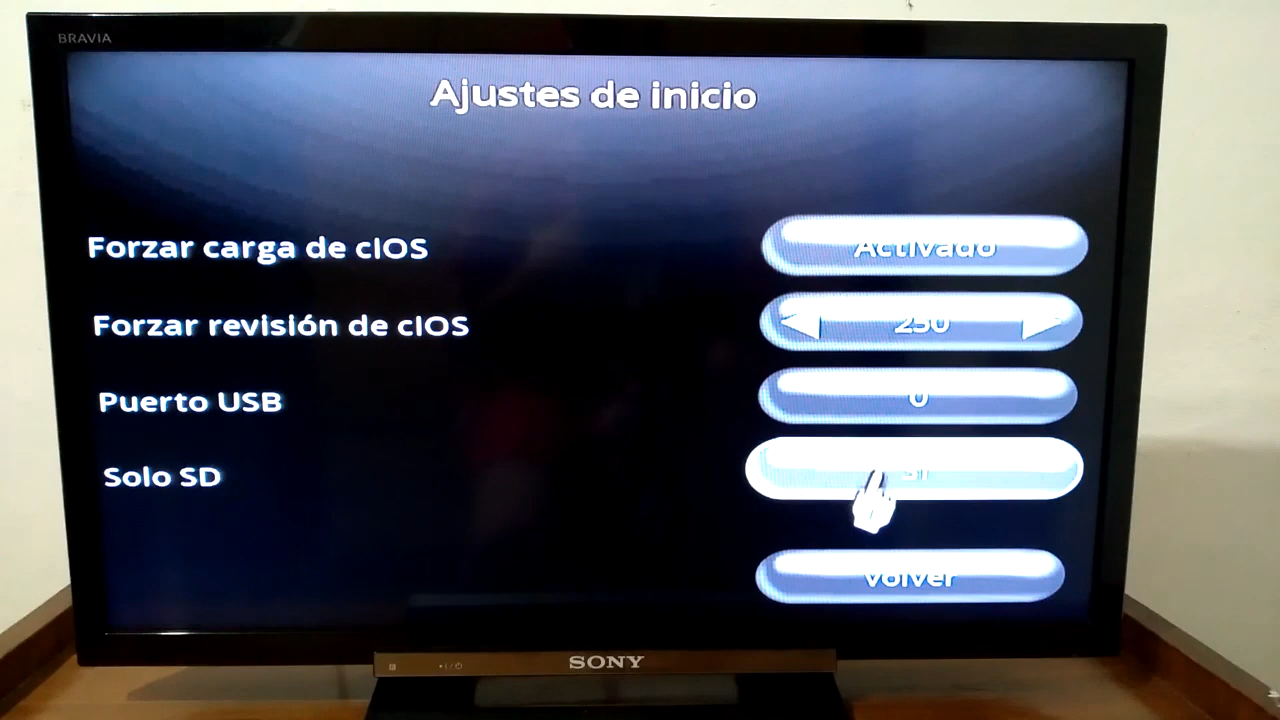 BRAVIA
Ajustes de inicio
Forzar carga de cIOS
Activado
Forzar revisión de cIOS
250
Puerto USB
0
Solo SD
Sí
Volver
SONY